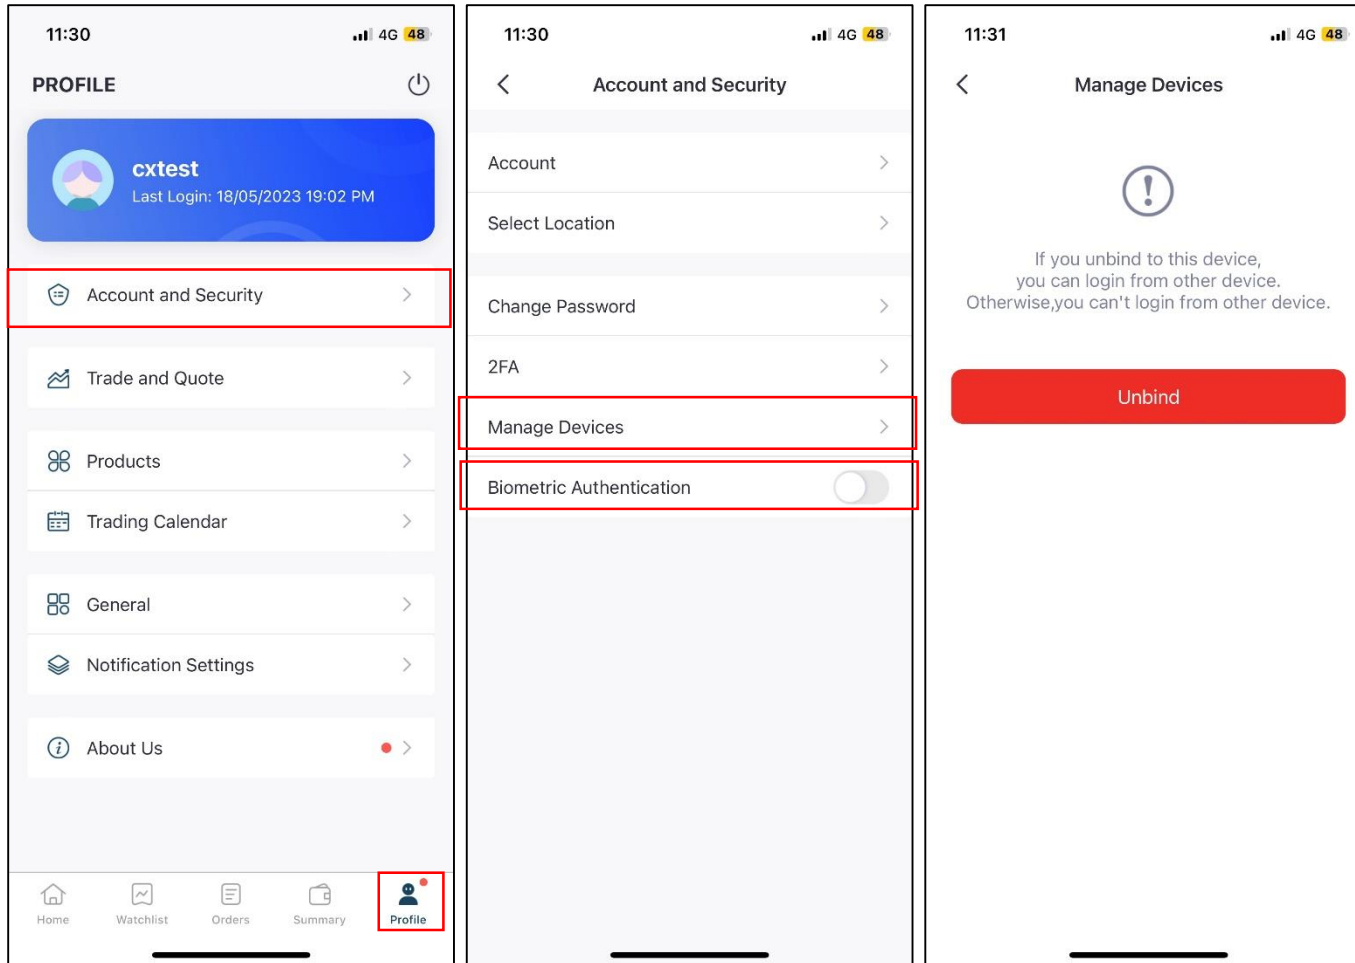 11:30
4G 48
PROFILE
cxtest
Last Login: 18/05/2023 19:02 PM
Account and Security
Trade and Quote
Products
Trading Calendar
General
Notification Settings
About Us
Home
Watchlist
Orders
Summary
Profile
11:30
4G 48
Account and Security
Account
Select Location
Change Password
2FA
Manage Devices
Biometric Authentication
11:31
4G 48
Manage Devices
If you unbind to this device,
you can login from other device.
Otherwise,you can't login from other device.
Unbind